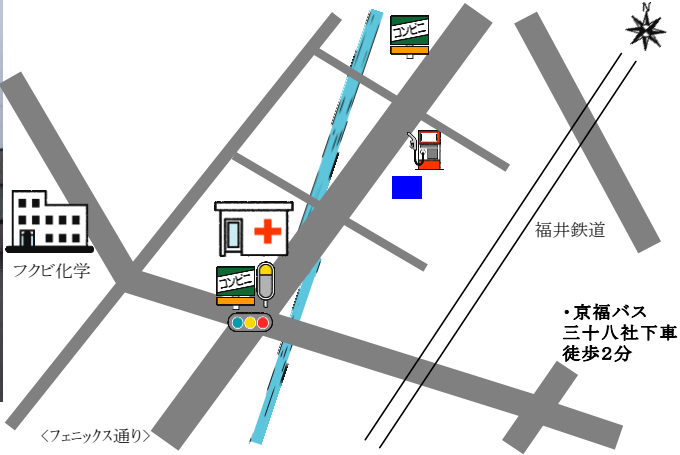 N
コンビニ
福井鉄道
フクビ化学
コンビニ
・京福バス
三十八社下車
徒歩2分
<フェニックス通り>